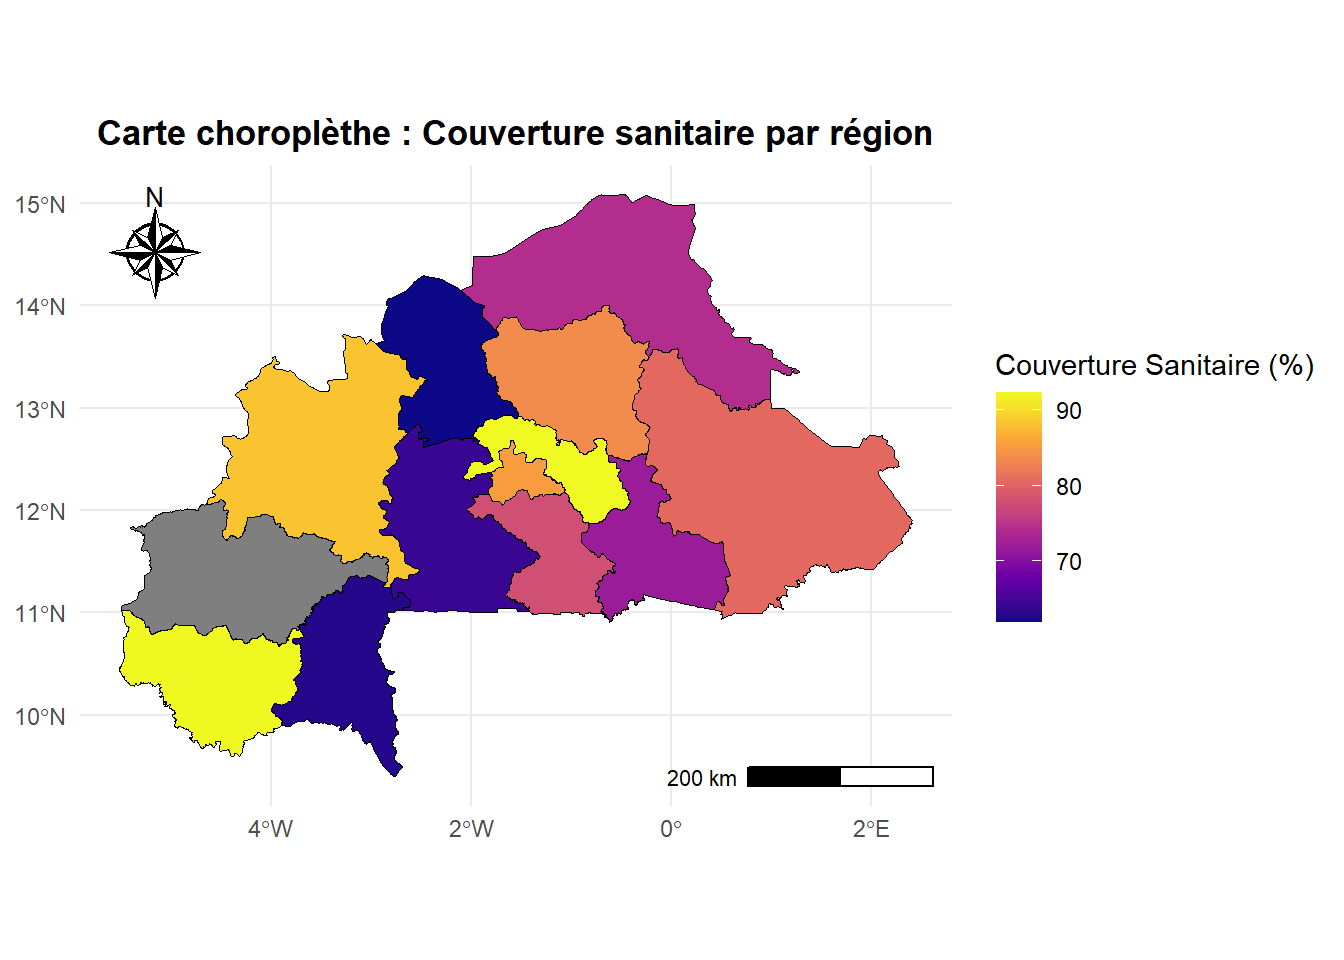 Carte choroplèthe : Couverture sanitaire par région
N
15°N
14°N
13°N
12°N
11°N
10°N
200 km
4°W
2°W
0°
2°E
Couverture Sanitaire (%)
90
80
70